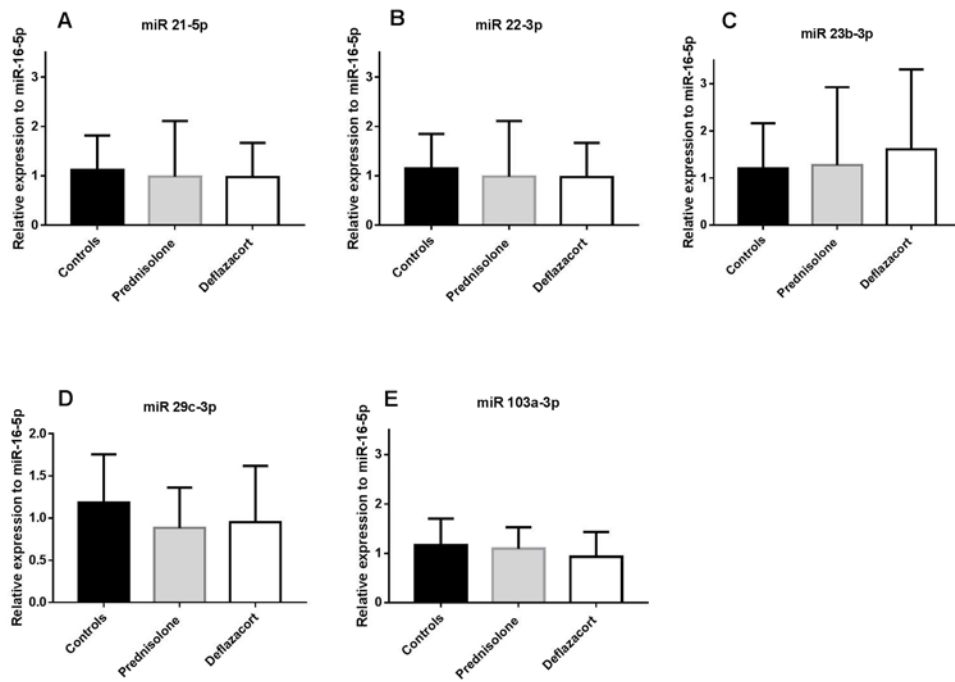 A
miR 21-5p
Relative expression to miR-16-5p
3
2
1
0
Controls
Prednisolone
Deflazacort
B
miR 22-3p
Relative expression to miR-16-5p
3
2
1
0
Controls
Prednisolone
Deflazacort
C
miR 23b-3p
Relative expression to miR-16-5p
3
2
1
0
Controls
Prednisolone
Deflazacort
D
miR 29c-3p
Relative expression to miR-16-5p
2.0
1.5
1.0
0.5
0.0
Controls
Prednisolone
Deflazacort
E
miR 103a-3p
Relative expression to miR-16-5p
3
2
1
0
Controls
Prednisolone
Deflazacort